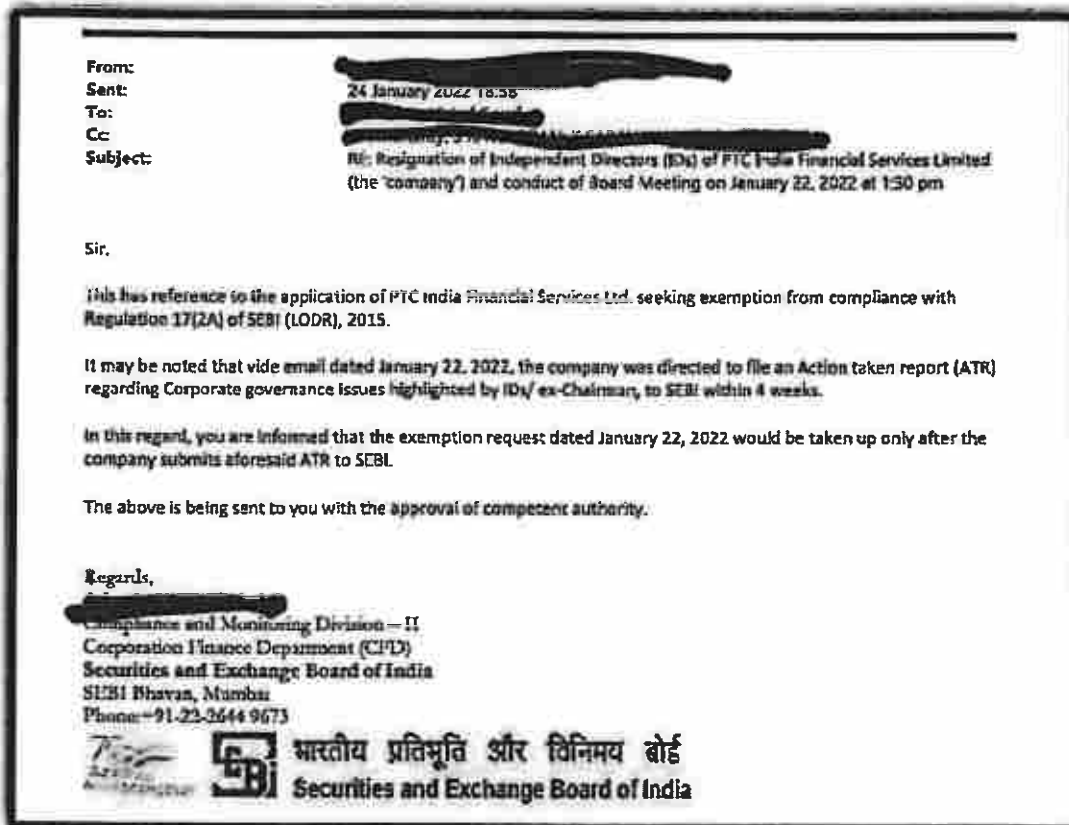 From:
Sent: 24 January 2022 18:58
To:
Cc
Subject: RE: Resignation of Independent Directors (IDs) of PTC India Financial Services Limited
(the 'company') and conduct of Board Meeting on January 22, 2022 at 1:30 pm
Sir,
This has reference to the application of PTC India Financial Services Ltd. seeking exemption from compliance with
Regulation 17(2A) of SEBI (LODR), 2015.
It may be noted that vide email dated January 22, 2022, the company was directed to file an Action taken report (ATR)
regarding Corporate governance issues highlighted by IDs/ ex-Chairman, to SEBI within 4 weeks.
In this regard, you are informed that the exemption request dated January 22, 2022 would be taken up only after the
company submits aforesaid ATR to SEBI.
The above is being sent to you with the approval of competent authority.
Regards,
Compliance and Monitoring Division – II
Corporation Finance Department (CFD)
Securities and Exchange Board of India
SEBI Bhavan, Mumbai
Phone:+91-22-2644 9673
SEBI भारतीय प्रतिभूति और विनिमय बोर्ड
Securities and Exchange Board of India